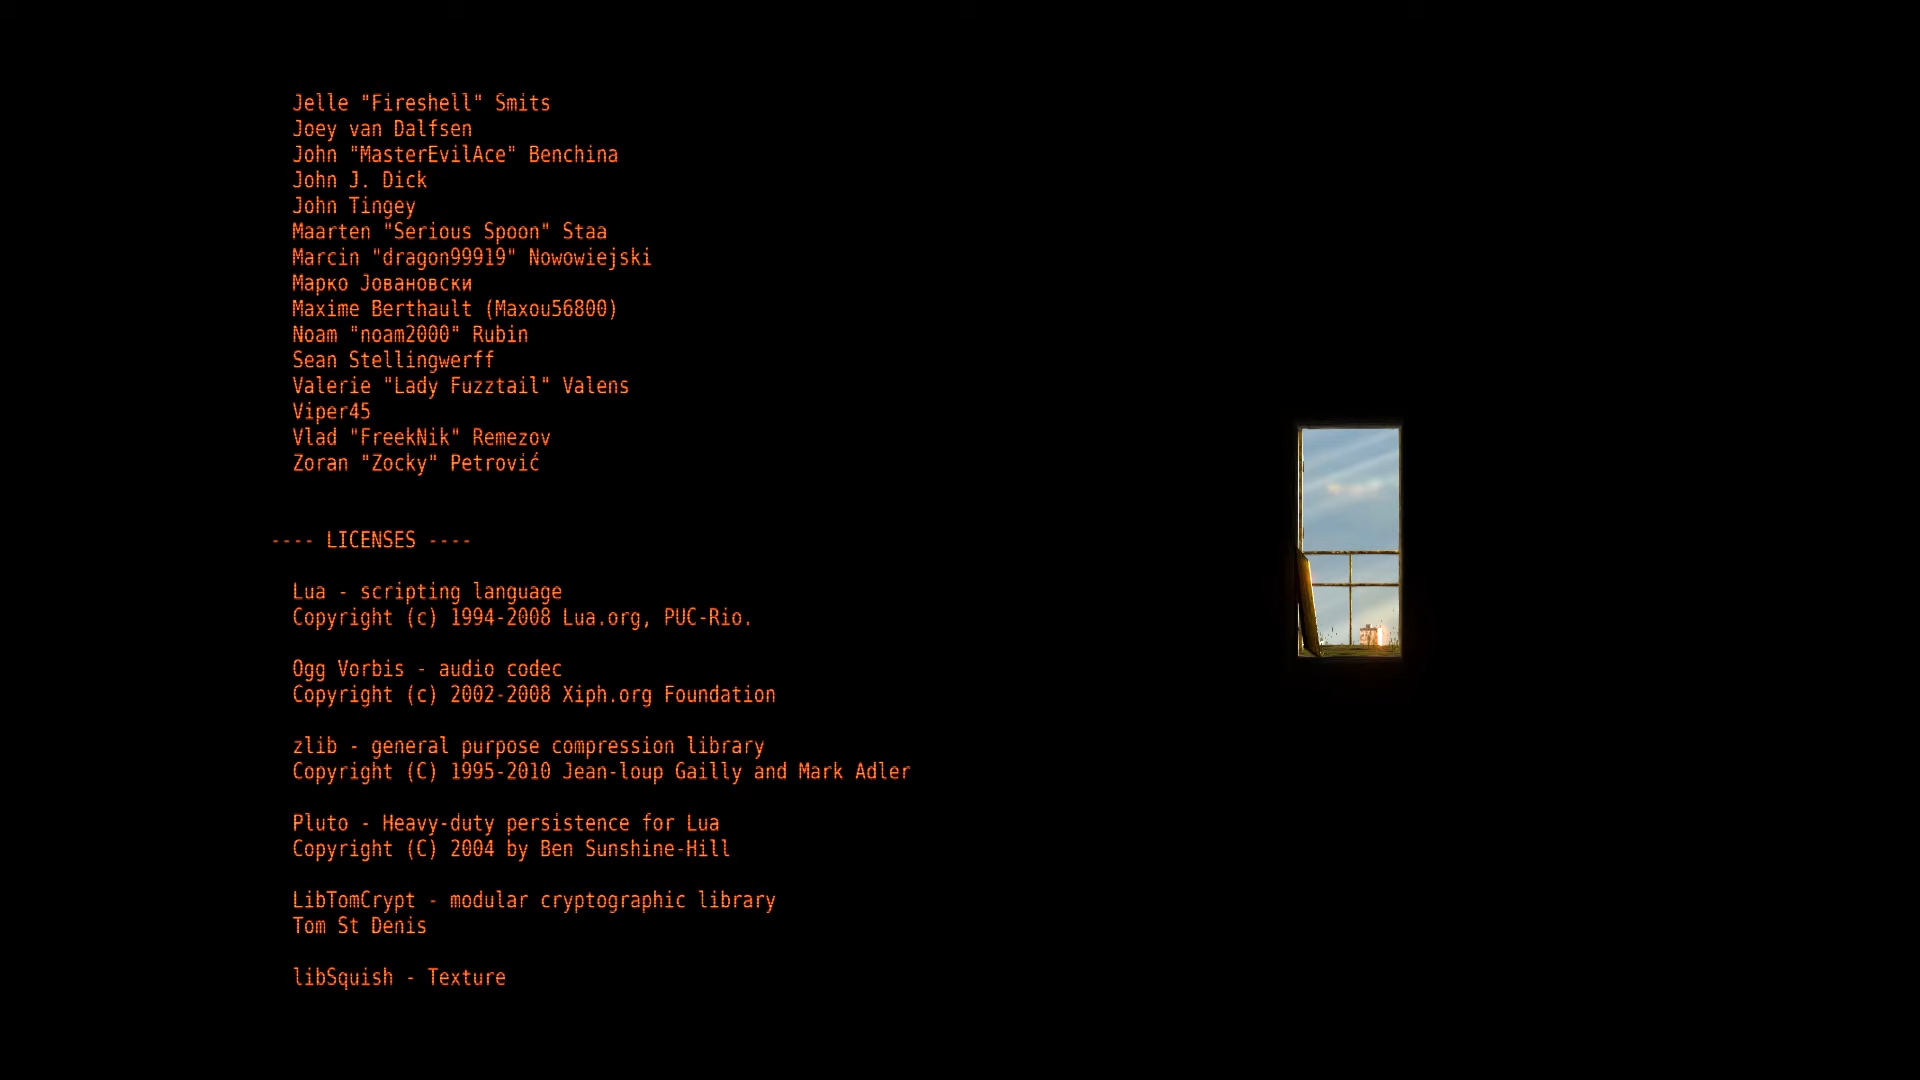 Jelle "Fireshell" Smits
Joey van Dalfsen
John "MasterEvilAce" Benchina
John J. Dick
John Tingey
Maarten "Serious Spoon" Staa
Marcin "dragon99919" Nowowiejski
Марко Јовановски
Maxime Berthault (Maxou56800)
Noam "noam2000" Rubin
Sean Stellingwerff
Valerie "Lady Fuzztail" Valens
Viper45
Vlad "FreekNik" Remezov
Zoran "Zocky" Petrović
---- LICENSES ----
Lua - scripting language
Copyright (c) 1994-2008 Lua.org, PUC-Rio.
Ogg Vorbis - audio codec
Copyright (c) 2002-2008 Xiph.org Foundation
zlib - general purpose compression library
Copyright (C) 1995-2010 Jean-loup Gailly and Mark Adler
Pluto - Heavy-duty persistence for Lua
Copyright (C) 2004 by Ben Sunshine-Hill
LibTomCrypt - modular cryptographic library
Tom St Denis
libSquish - Texture